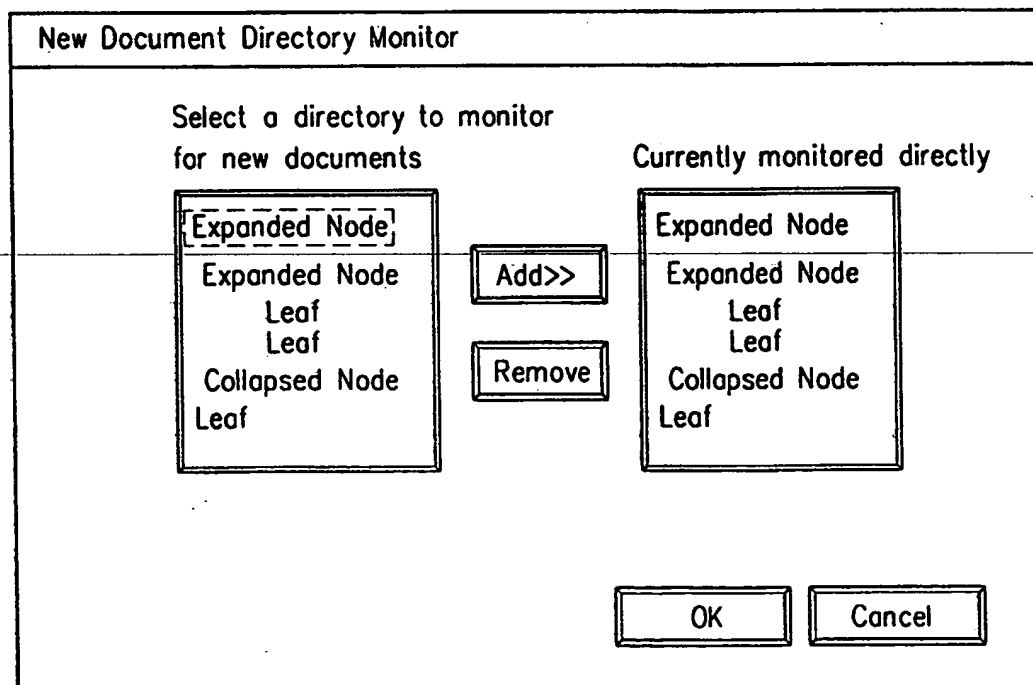 New Document Directory Monitor
Select a directory to monitor
for new documents
Expanded Node
Expanded Node
Leaf
Leaf
Collapsed Node
Leaf
Add>>
Remove
Currently monitored directly
Expanded Node
Expanded Node
Leaf
Leaf
Collapsed Node
Leaf
OK
Cancel